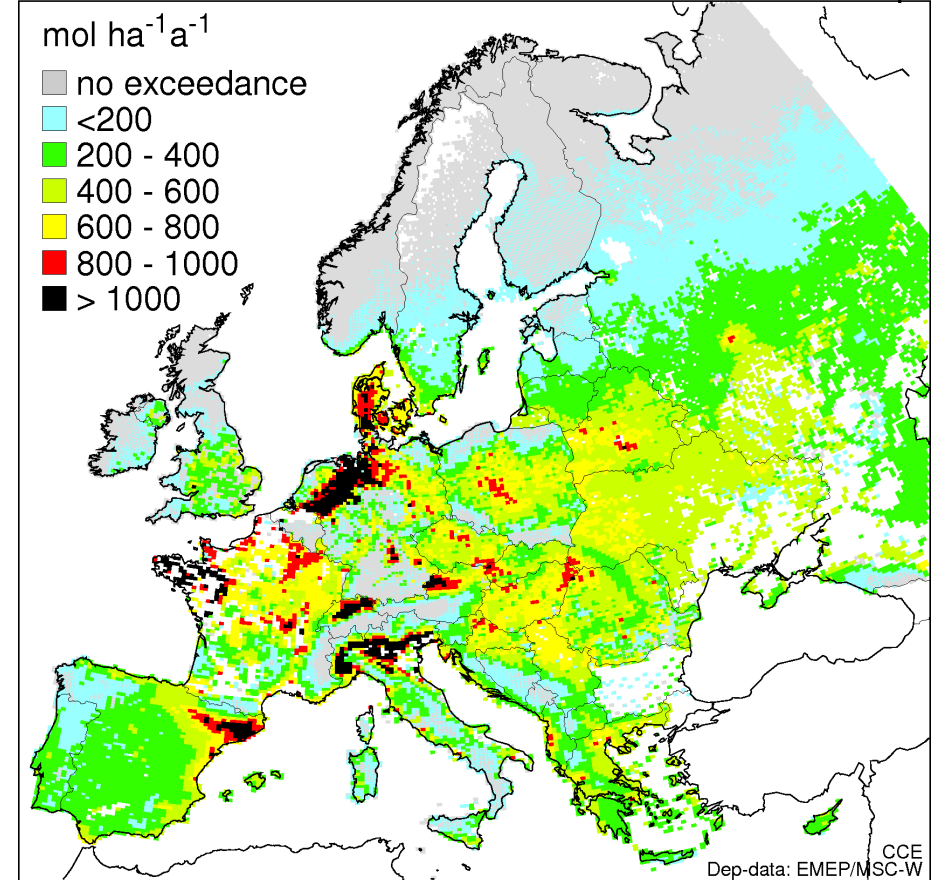 mol ha⁻¹a⁻¹
no exceedance
<200
200 - 400
400 - 600
600 - 800
800 - 1000
> 1000
CCE
Dep-data: EMEP/MSC-W